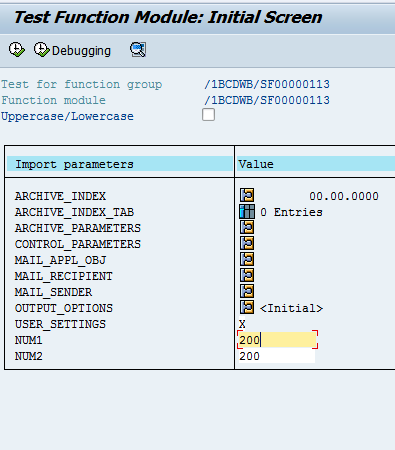 Test Function Module: Initial Screen
Debugging
Test for function group /1BCDWB/SF00000113
Function module /1BCDWB/SF00000113
Uppercase/Lowercase
Import parameters Value
ARCHIVE_INDEX 00.00.0000
ARCHIVE_INDEX_TAB 0 Entries
ARCHIVE_PARAMETERS
CONTROL_PARAMETERS
MAIL_APPL_OBJ
MAIL_RECIPIENT
MAIL_SENDER
OUTPUT_OPTIONS <Initial>
USER_SETTINGS X
NUM1 200
NUM2 200